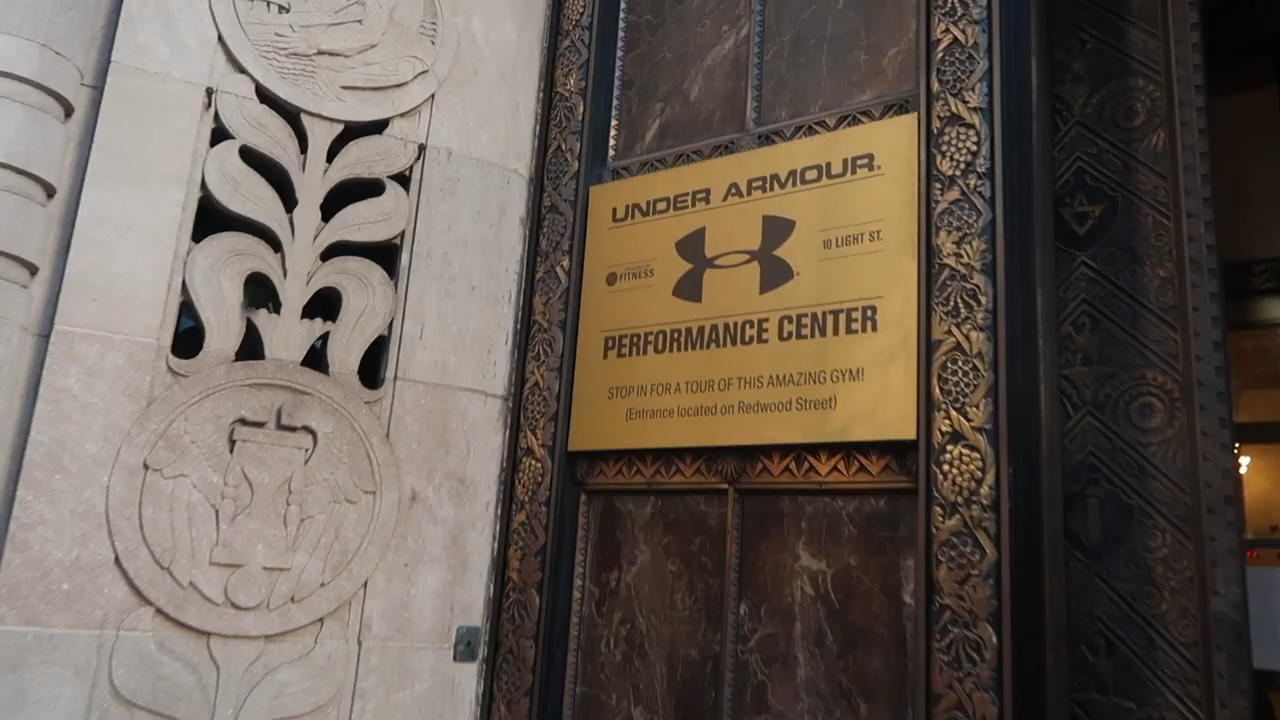 UNDER ARMOUR®
FITNESS
10 LIGHT ST.
PERFORMANCE CENTER
STOP IN FOR A TOUR OF THIS AMAZING GYM!
(Entrance located on Redwood Street)